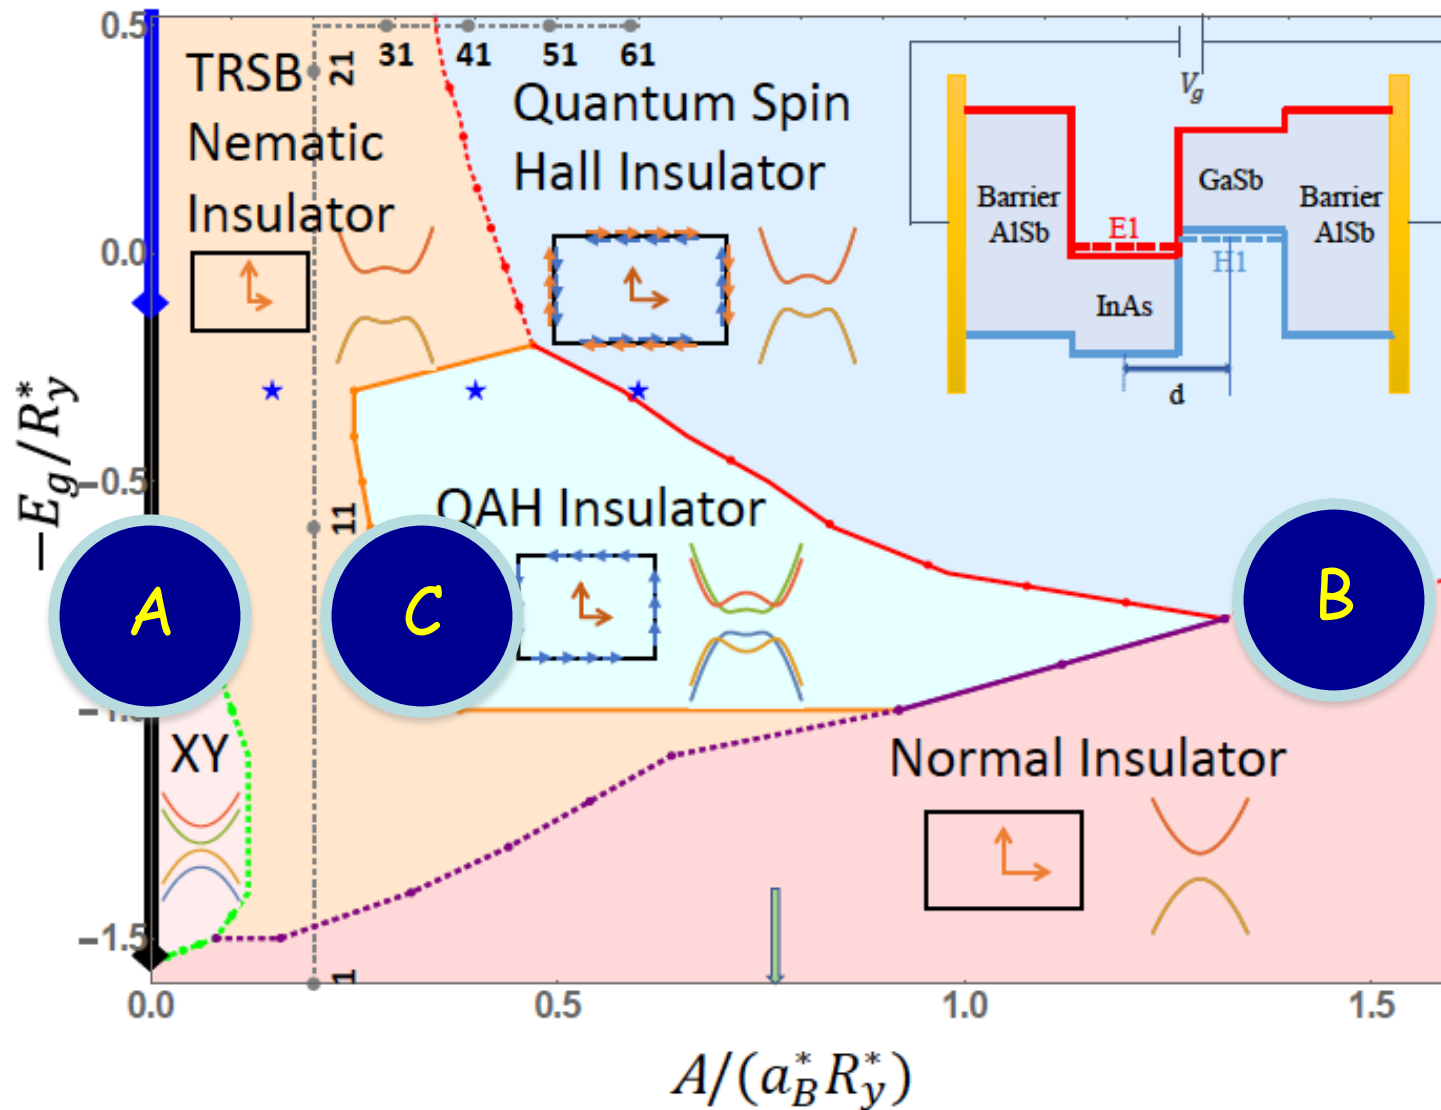 0.5
31 41 51 61
21
TRSB
Nematic
Insulator
Quantum Spin
Hall Insulator
V_g
Barrier
AlSb
E1
InAs
GaSb
H1
Barrier
AlSb
d
0.0
−E_g/R_y^*
−0.5
11
QAH Insulator
A
C
B
XY
Normal Insulator
−1.5
1
0.0 0.5 1.0 1.5
A/(a_B^* R_y^*)